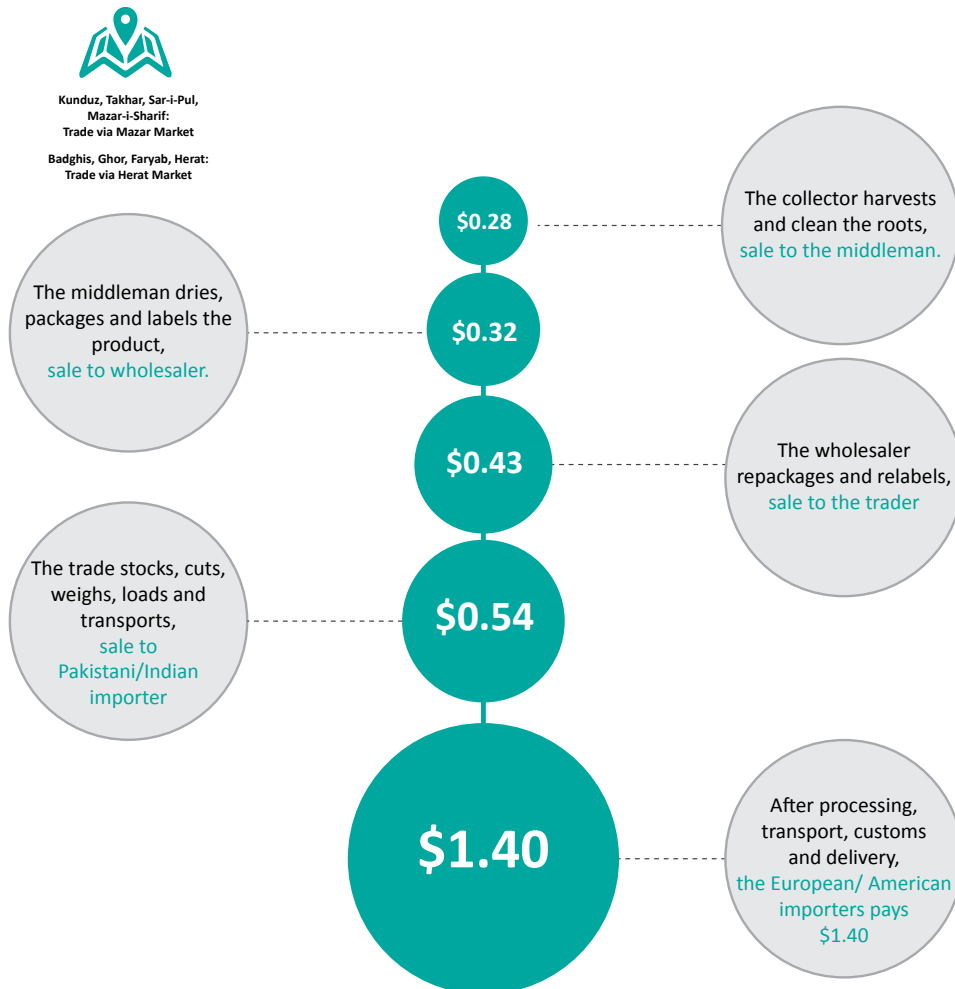 Kunduz, Takhar, Sar-i-Pul,
Mazar-i-Sharif:
Trade via Mazar Market
Badghis, Ghor, Faryab, Herat:
Trade via Herat Market
$0.28
The collector harvests
and clean the roots,
sale to the middleman.
The middleman dries,
packages and labels the
product,
sale to wholesaler.
$0.32
$0.43
The wholesaler
repackages and relabels,
sale to the trader
The trade stocks, cuts,
weighs, loads and
transports,
sale to
Pakistani/Indian
importer
$0.54
$1.40
After processing,
transport, customs
and delivery,
the European/ American
importers pays
$1.40